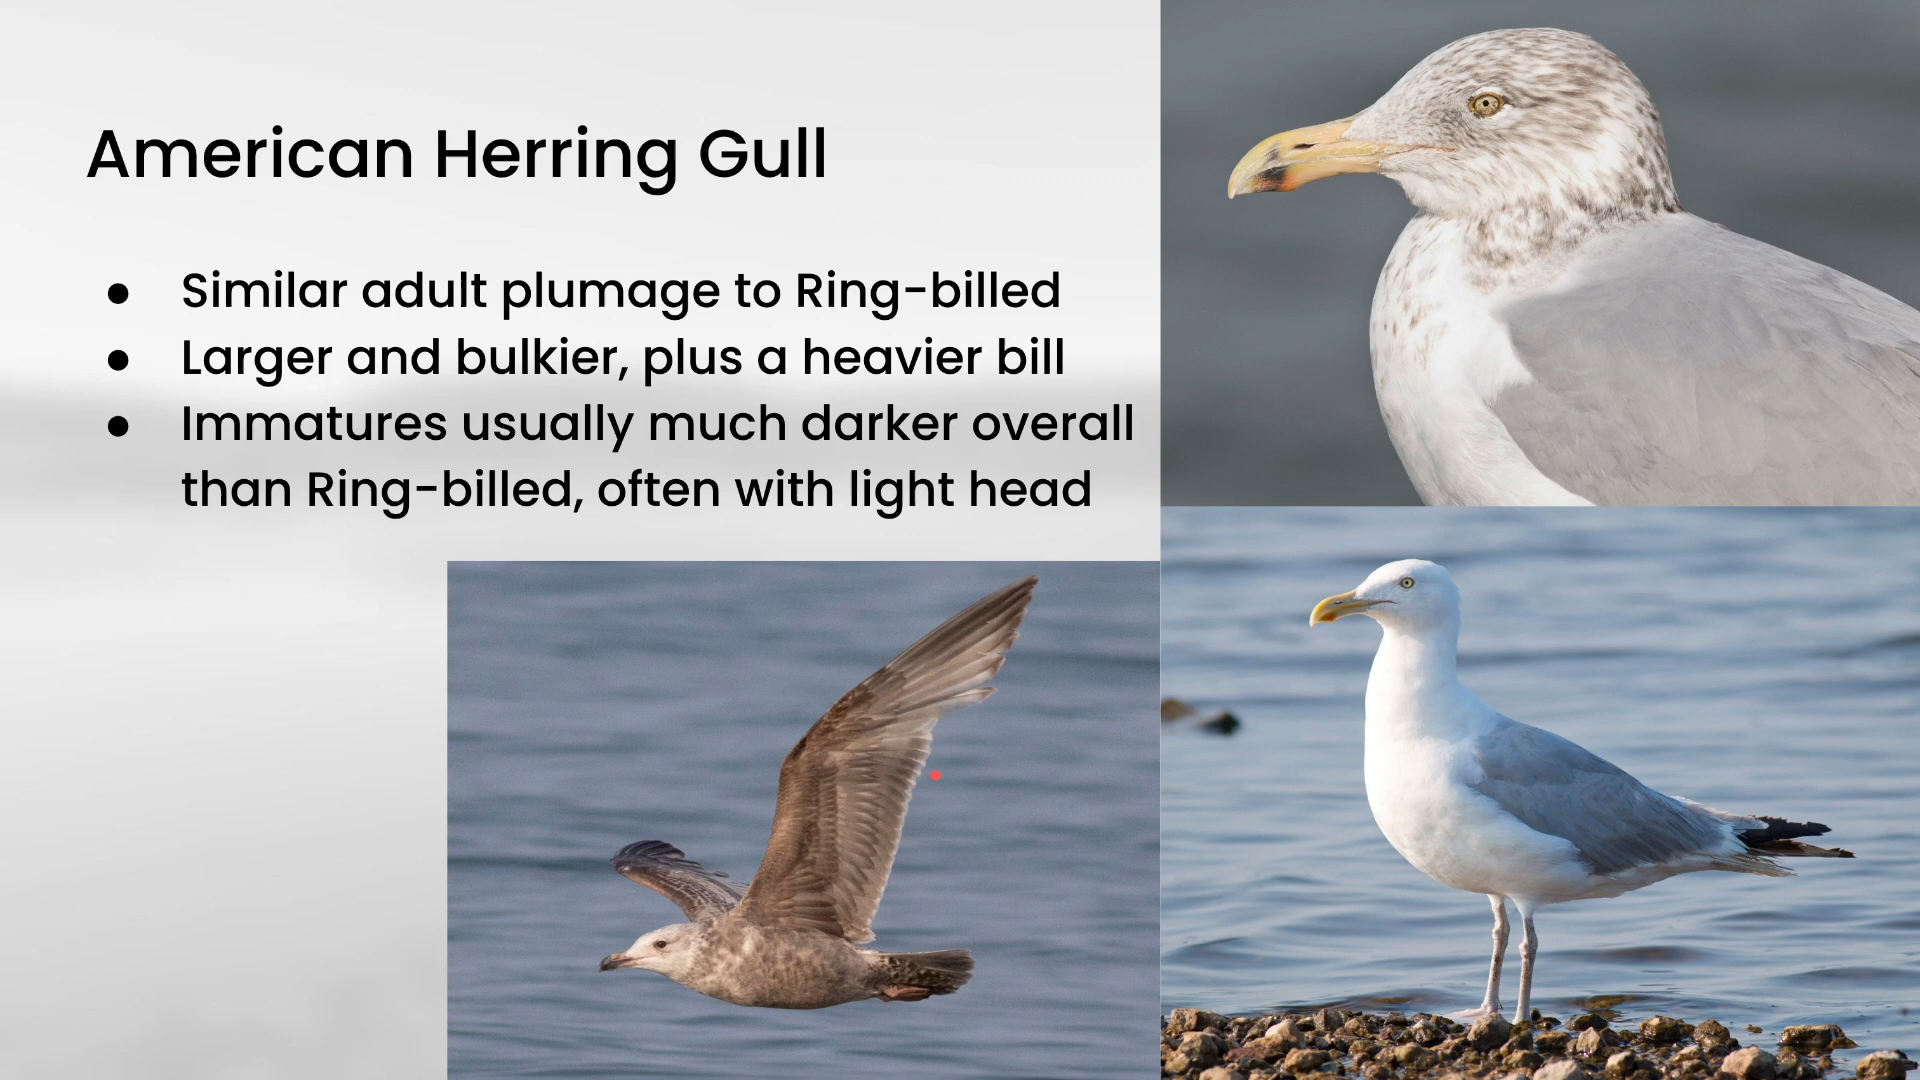 American Herring Gull
● Similar adult plumage to Ring-billed
● Larger and bulkier, plus a heavier bill
● Immatures usually much darker overall
than Ring-billed, often with light head